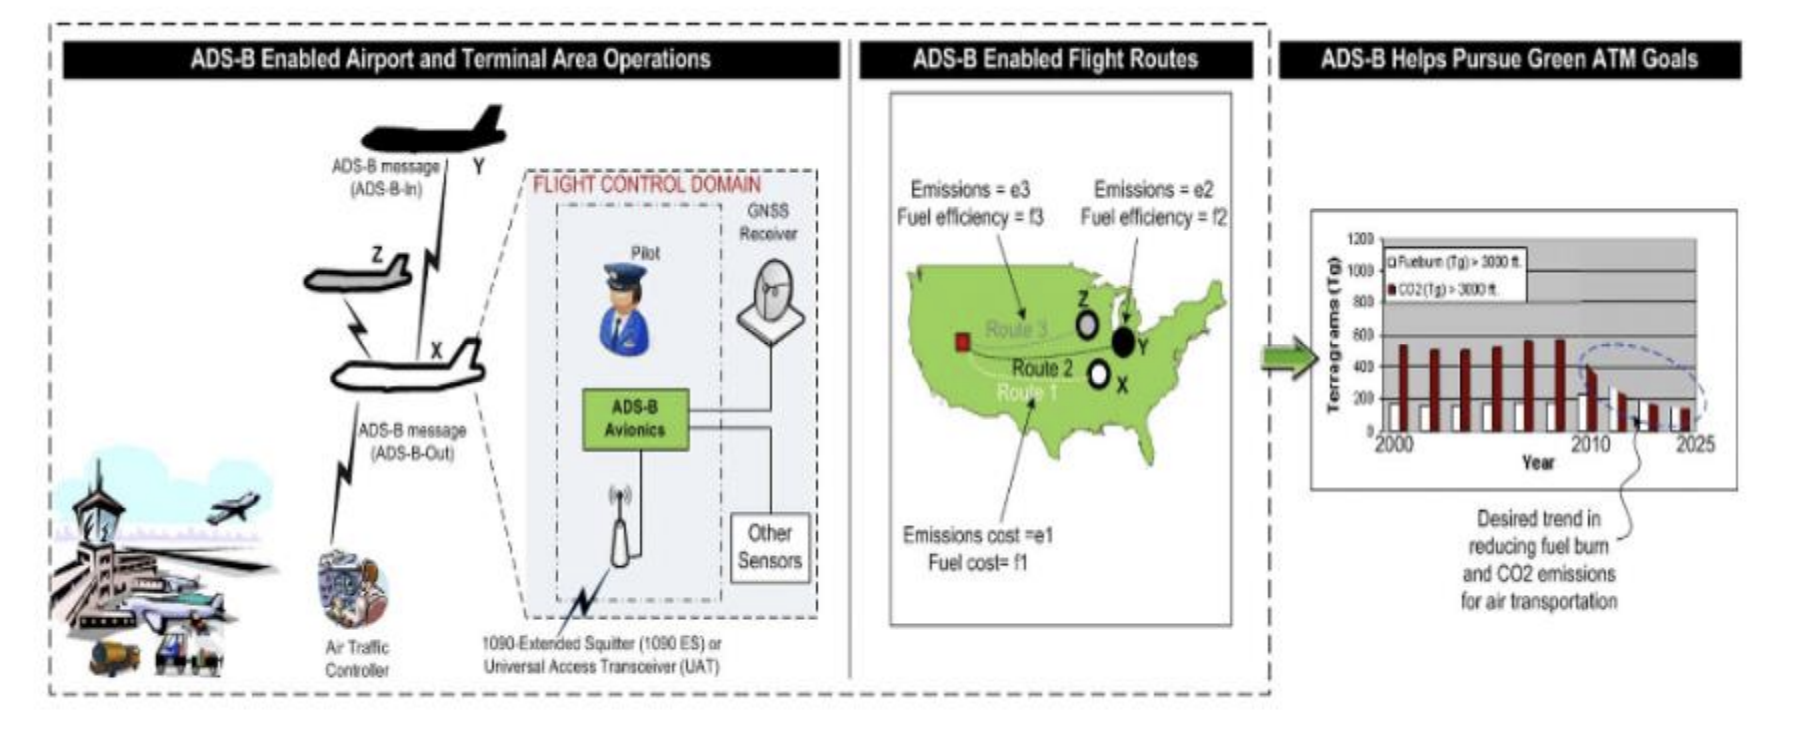 ADS-B Enabled Airport and Terminal Area Operations
ADS-B message
(ADS-B-In)
Y
Z
X
ADS-B message
(ADS-B-Out)
Air Traffic
Controller
FLIGHT CONTROL DOMAIN
Pilot
GNSS
Receiver
ADS-B
Avionics
Other
Sensors
1090-Extended Squitter (1090 ES) or
Universal Access Transceiver (UAT)
ADS-B Enabled Flight Routes
Emissions = e3
Fuel efficiency = f3
Emissions = e2
Fuel efficiency = f2
Z
Route 3
Y
Route 2
X
Route 1
Emissions cost =e1
Fuel cost= f1
ADS-B Helps Pursue Green ATM Goals
Terragrams (Tg)
1200
1000
800
600
400
200
0
Fuelburn (Tg) > 3000 ft.
CO2(Tg) > 3000 ft.
2000
2010
2025
Year
Desired trend in
reducing fuel burn
and CO2 emissions
for air transportation